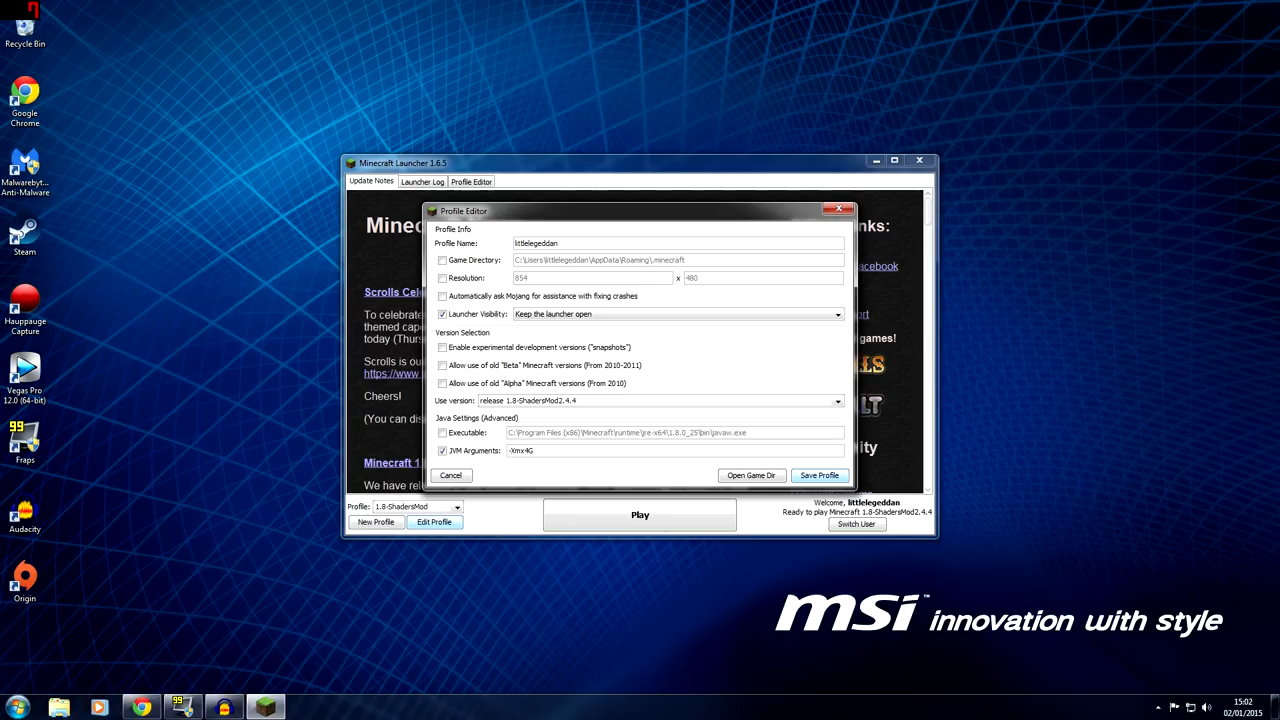 Recycle Bin
Google
Chrome
Malwarebyt...
Anti-Malware
Steam
Hauppauge
Capture
Vegas Pro
12.0 (64-bit)
99
Fraps
Audacity
Origin
Minecraft Launcher 1.6.5
Update Notes Launcher Log Profile Editor
Minec
nks:
acebook
Scrolls Cel
To celebrate
themed cap
today (Thurs
games!
Scrolls is ou
https://www
Cheers!
(You can dis
LT
ity
Minecraft 1
We have rel
Profile Editor
Profile Info
Profile Name: littlelegeddan
Game Directory: C:\Users\littlelegeddan\AppData\Roaming\.minecraft
Resolution: 854 x 480
Automatically ask Mojang for assistance with fixing crashes
Launcher Visibility: Keep the launcher open
Version Selection
Enable experimental development versions ("snapshots")
Allow use of old "Beta" Minecraft versions (From 2010-2011)
Allow use of old "Alpha" Minecraft versions (From 2010)
Use version: release 1.8-ShadersMod2.4.4
Java Settings (Advanced)
Executable: C:\Program Files (x86)\Minecraft\runtime\jre-x64\1.8.0_25\bin\javaw.exe
JVM Arguments: -Xmx4G
Cancel Open Game Dir Save Profile
Profile: 1.8-ShadersMod
New Profile Edit Profile
Play
Welcome, littlelegeddan
Ready to play Minecraft 1.8-ShadersMod2.4.4
Switch User
msi™ innovation with style
99
15:02
02/01/2015